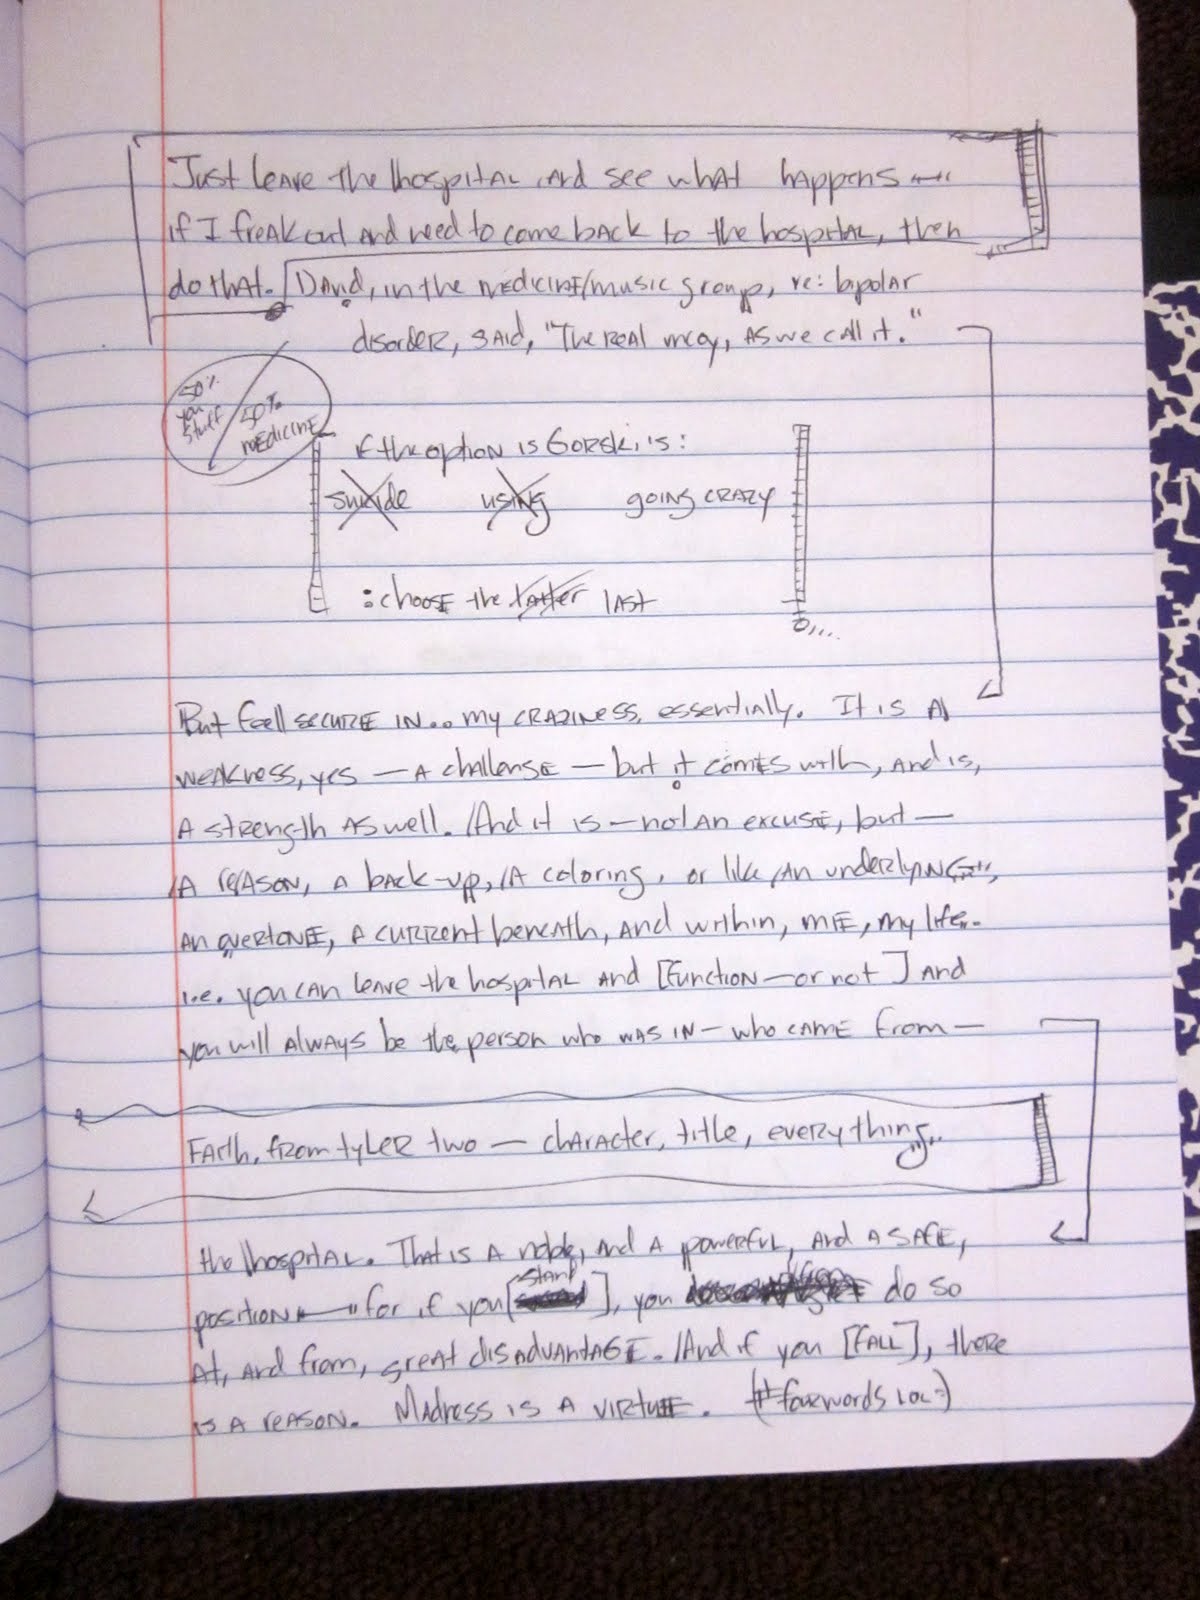 Just leave the hospital and see what happens —
if I freak out and need to come back to the hospital, then
do that. David, in the medicine/music group, re: bipolar
disorder, said, "The real mcoy, as we call it."
50% you stuff
50% medicine
if the option is Gorski, is:
suicide using going crazy
: choose the latter last
But feel secure in... my craziness, essentially. It is a
weakness, yes — a challenge — but it comes with, and is,
a strength as well. And it is — not an excuse, but —
a reason, a back-up, a coloring, or like an underlying...,
an overtone, a current beneath, and within, me, my life.
i.e. you can leave the hospital and [function — or not] and
you will always be the person who was in — who came from —
Faith, from tyler two — character, title, everything...
the hospital. That is a noble, and a powerful, and a safe,
position — for if you [stand], you do so
at, and from, great disadvantage. And if you [fall], there
is a reason. Madness is a virtue. (#fourwords